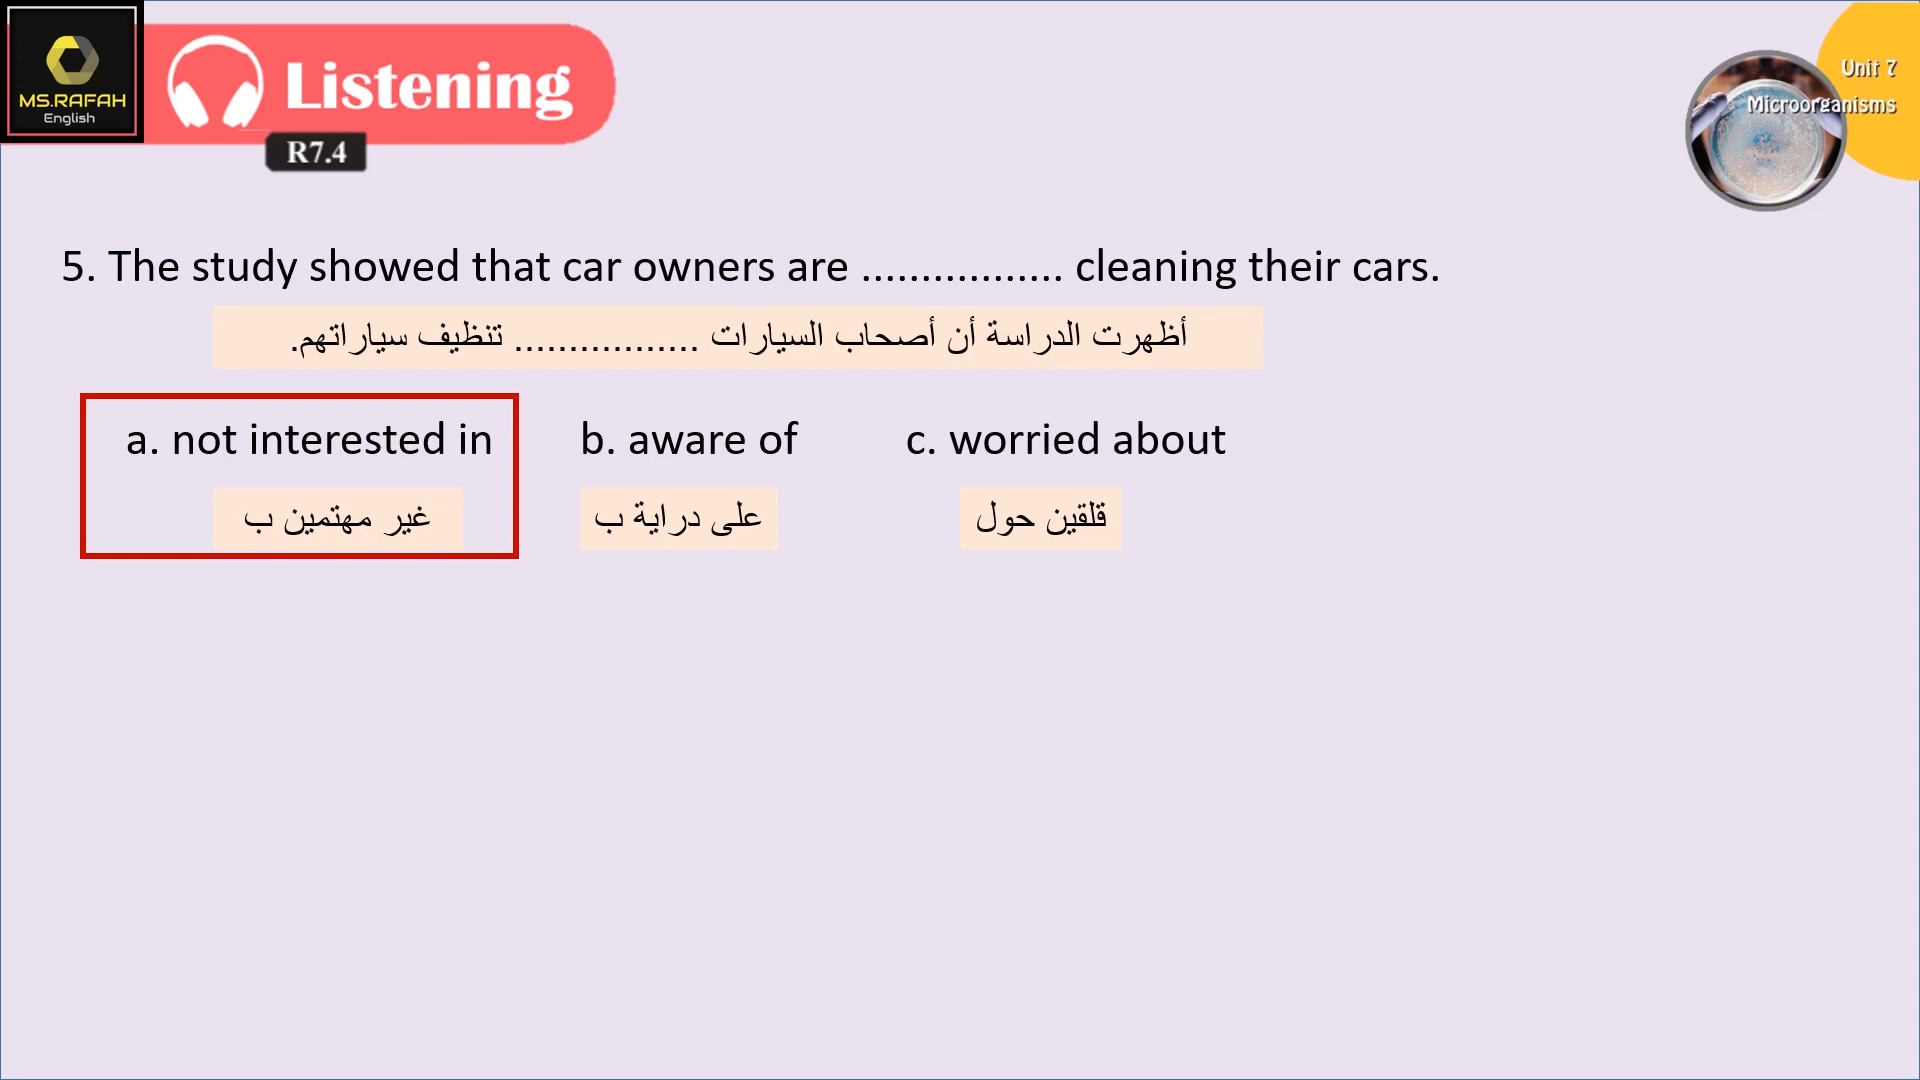 MS.RAFAH
English
Listening
R7.4
Unit 7
Microorganisms
5. The study showed that car owners are ................. cleaning their cars.
أظهرت الدراسة أن أصحاب السيارات ................. تنظيف سياراتهم.
a. not interested in
b. aware of
c. worried about
غير مهتمين ب
على دراية ب
قلقين حول